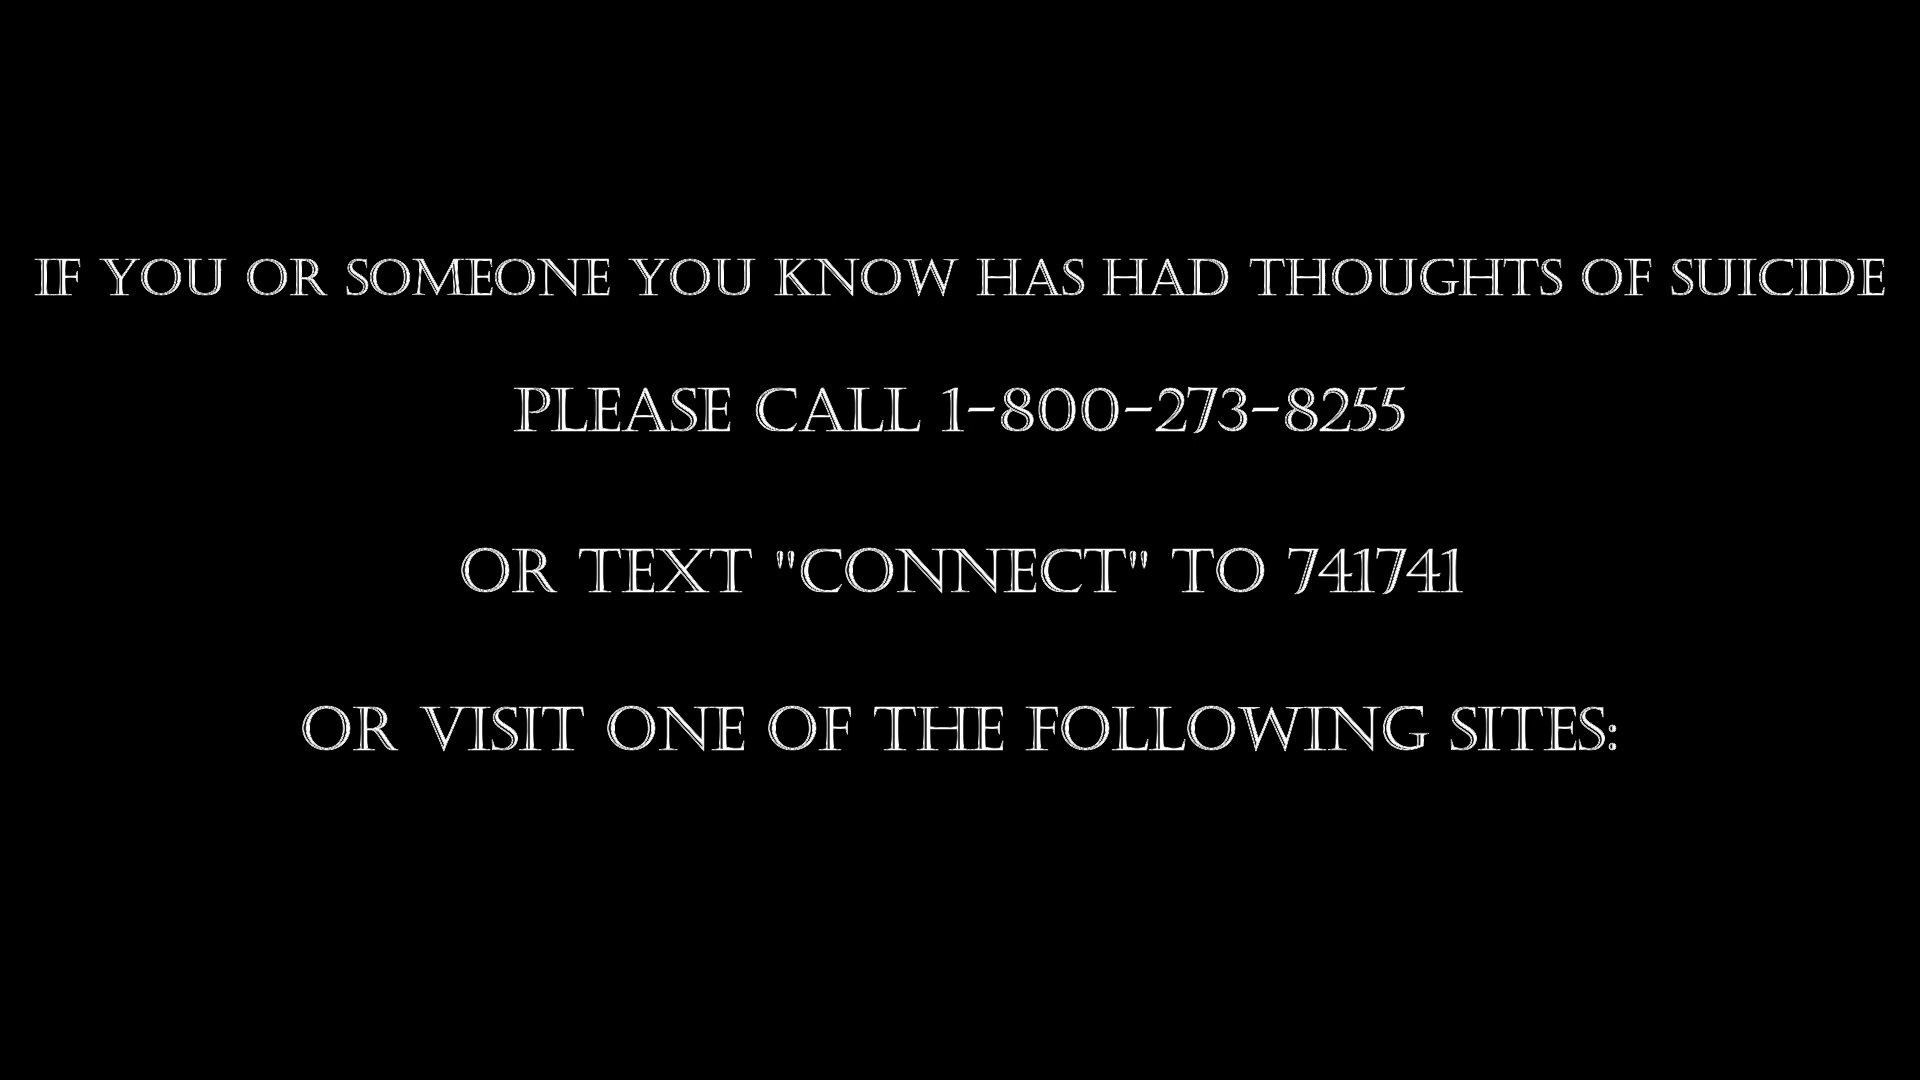 IF YOU OR SOMEONE YOU KNOW HAS HAD THOUGHTS OF SUICIDE
PLEASE CALL 1-800-273-8255
OR TEXT "CONNECT" TO 741741
OR VISIT ONE OF THE FOLLOWING SITES: